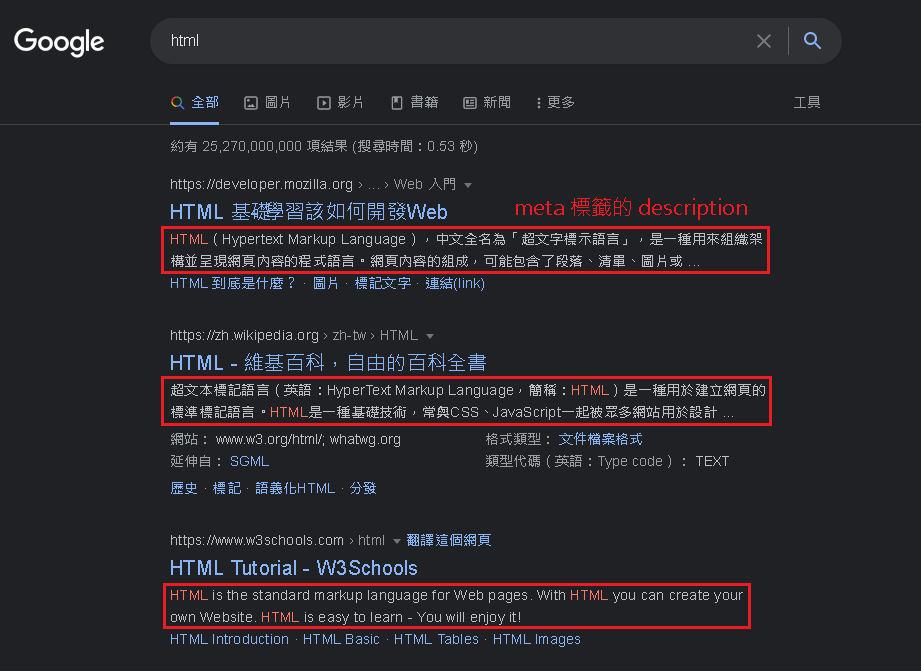 Google
html
全部 圖片 影片 書籍 新聞 更多 工具
約有 25,270,000,000 項結果 (搜尋時間：0.53 秒)
https://developer.mozilla.org › ... › Web 入門
HTML 基礎學習該如何開發Web
meta 標籤的 description
HTML（Hypertext Markup Language），中文全名為「超文字標示語言」，是一種用來組織架
構並呈現網頁內容的程式語言。網頁內容的組成，可能包含了段落、清單、圖片或 ...
HTML 到底是什麼？ · 圖片 · 標記文字 · 連結(link)
https://zh.wikipedia.org › zh-tw › HTML
HTML - 維基百科，自由的百科全書
超文本標記語言（英語：HyperText Markup Language，簡稱：HTML）是一種用於建立網頁的
標準標記語言。HTML是一種基礎技術，常與CSS、JavaScript一起被眾多網站用於設計 ...
網站： www.w3.org/html/; whatwg.org 格式類型： 文件檔案格式
延伸自： SGML 類型代碼（英語：Type code）： TEXT
歷史 · 標記 · 語義化HTML · 分發
https://www.w3schools.com › html 翻譯這個網頁
HTML Tutorial - W3Schools
HTML is the standard markup language for Web pages. With HTML you can create your
own Website. HTML is easy to learn - You will enjoy it!
HTML Introduction · HTML Basic · HTML Tables · HTML Images